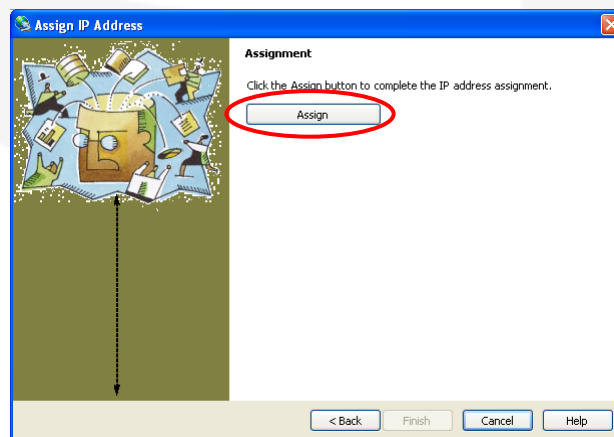 Assign IP Address
Assignment
Click the Assign button to complete the IP address assignment.
Assign
< Back
Finish
Cancel
Help